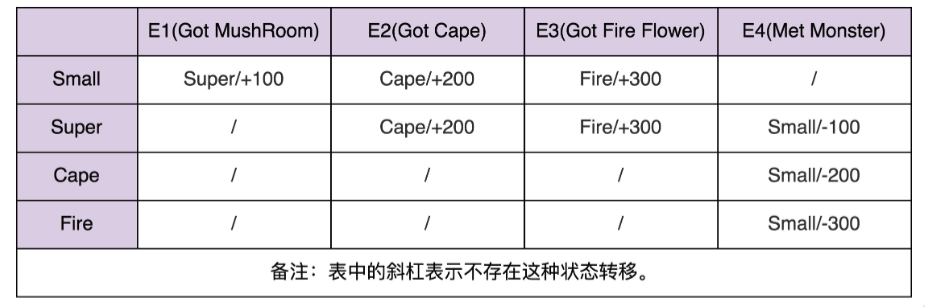 E1(Got MushRoom) E2(Got Cape) E3(Got Fire Flower) E4(Met Monster)
Small Super/+100 Cape/+200 Fire/+300 /
Super / Cape/+200 Fire/+300 Small/-100
Cape / / / Small/-200
Fire / / / Small/-300
备注：表中的斜杠表示不存在这种状态转移。